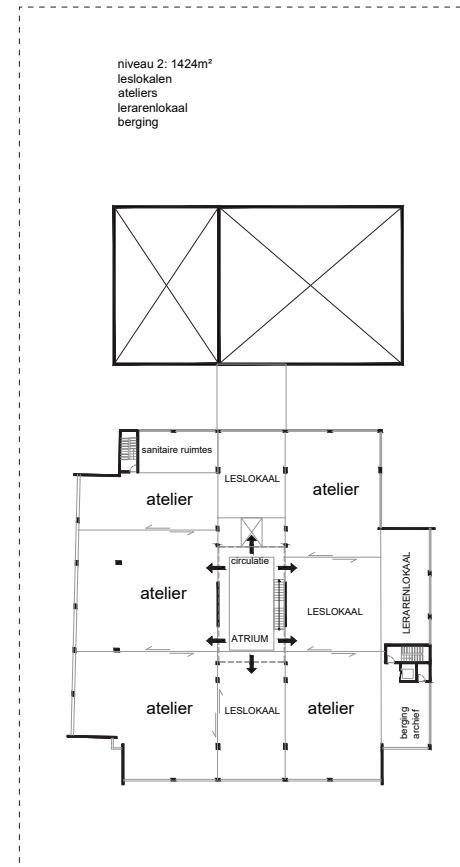 niveau 2: 1424m²
leslokalen
ateliers
lerarenlokaal
berging
sanitaire ruimtes
LESLOKAAL
atelier
atelier
circulatie
atelier
LESLOKAAL
LERARENLOKAAL
ATRIUM
atelier
LESLOKAAL
atelier
berging
archief